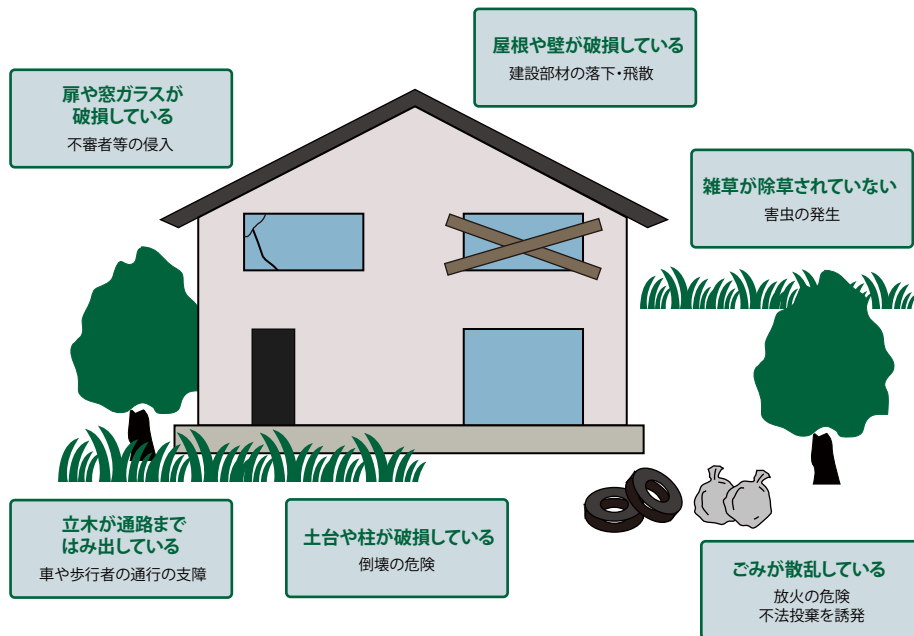 屋根や壁が破損している
建設部材の落下・飛散
扉や窓ガラスが
破損している
不審者等の侵入
雑草が除草されていない
害虫の発生
立木が通路まで
はみ出している
車や歩行者の通行の支障
土台や柱が破損している
倒壊の危険
ごみが散乱している
放火の危険
不法投棄を誘発